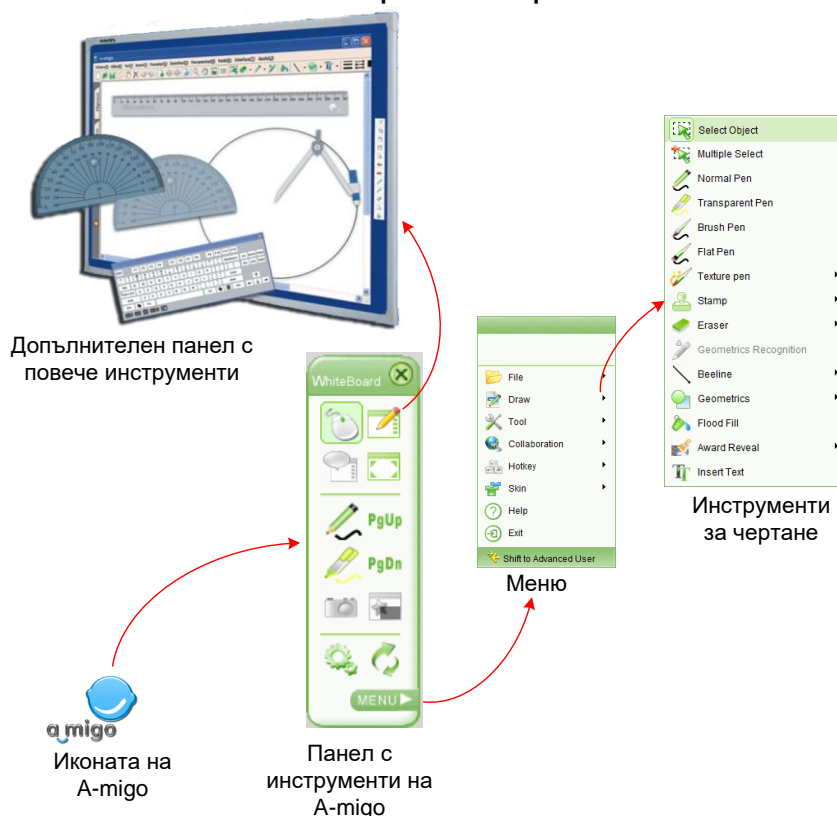 Допълнителен панел с
повече инструменти
WhiteBoard
PgUp
PgDn
MENU
a migo
Иконата на
A-migo
Панел с
инструменти на
A-migo
File
Draw
Tool
Collaboration
Hotkey
Skin
Help
Exit
Shift to Advanced User
Меню
Select Object
Multiple Select
Normal Pen
Transparent Pen
Brush Pen
Flat Pen
Texture pen
Stamp
Eraser
Geometrics Recognition
Beeline
Geometrics
Flood Fill
Award Reveal
Insert Text
Инструменти
за чертане